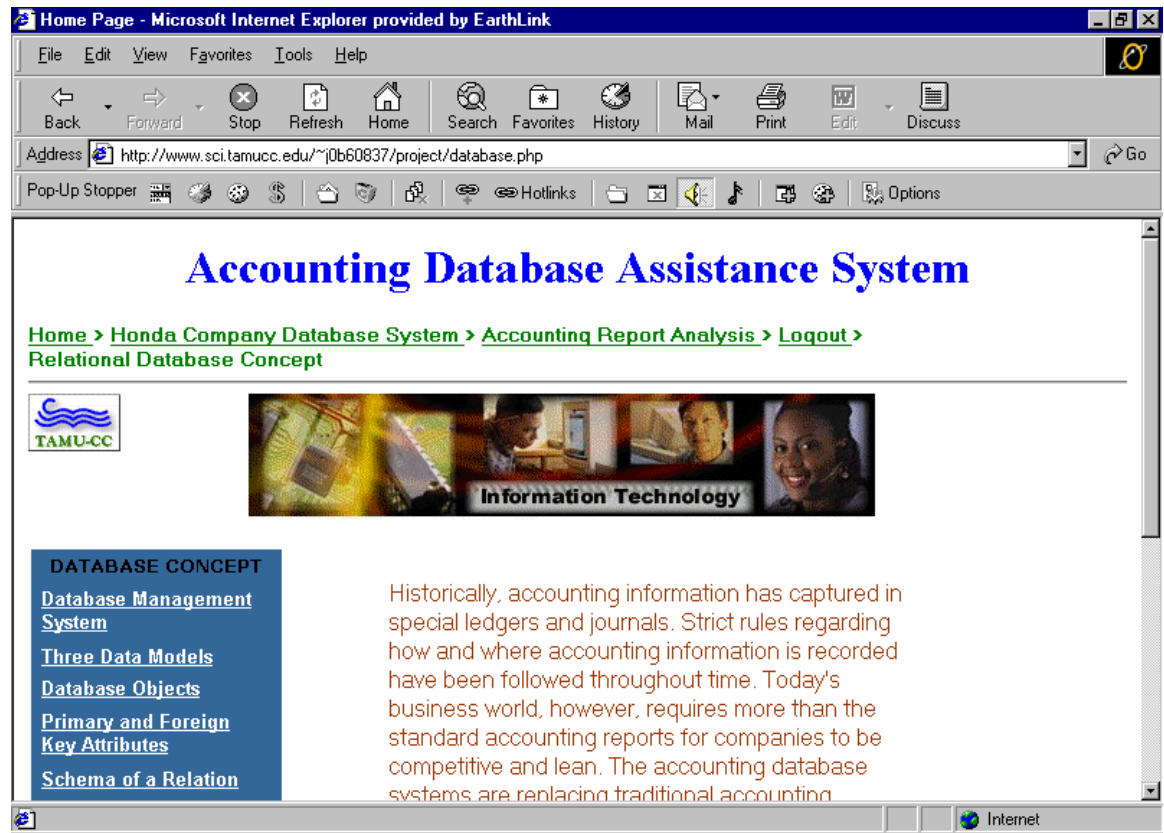 Home Page - Microsoft Internet Explorer provided by EarthLink
File Edit View Favorites Tools Help
Back Forward Stop Refresh Home Search Favorites History Mail Print Edit Discuss
Address http://www.sci.tamucc.edu/~j0b60837/project/database.php Go
Pop-Up Stopper Hotlinks Options
Accounting Database Assistance System
Home > Honda Company Database System > Accounting Report Analysis > Logout >
Relational Database Concept
TAMU-CC
Information Technology
DATABASE CONCEPT
Database Management
System
Three Data Models
Database Objects
Primary and Foreign
Key Attributes
Schema of a Relation
Historically, accounting information has captured in
special ledgers and journals. Strict rules regarding
how and where accounting information is recorded
have been followed throughout time. Today's
business world, however, requires more than the
standard accounting reports for companies to be
competitive and lean. The accounting database
systems are replacing traditional accounting
Internet